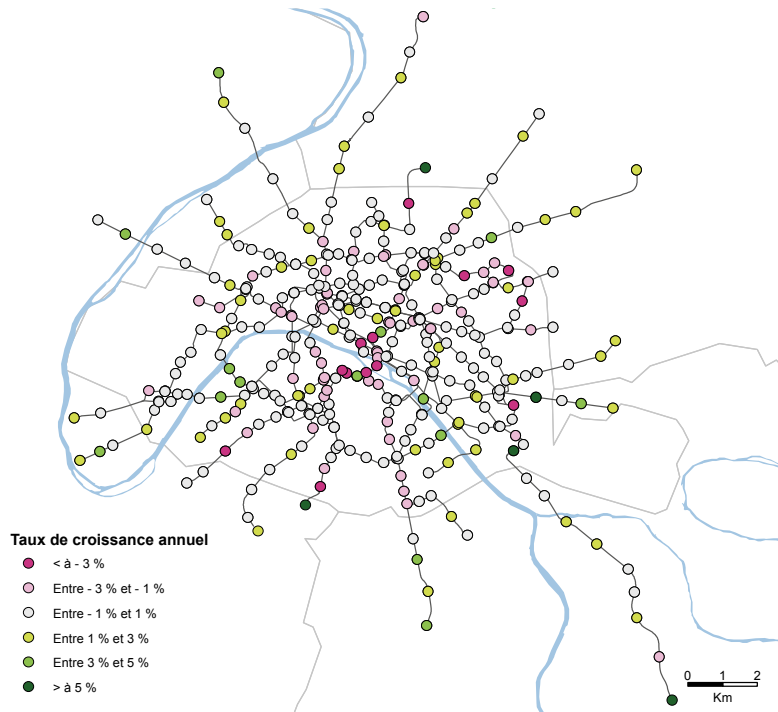 Taux de croissance annuel
< à - 3 %
Entre - 3 % et - 1 %
Entre - 1 % et 1 %
Entre 1 % et 3 %
Entre 3 % et 5 %
> à 5 %
0 1 2
Km